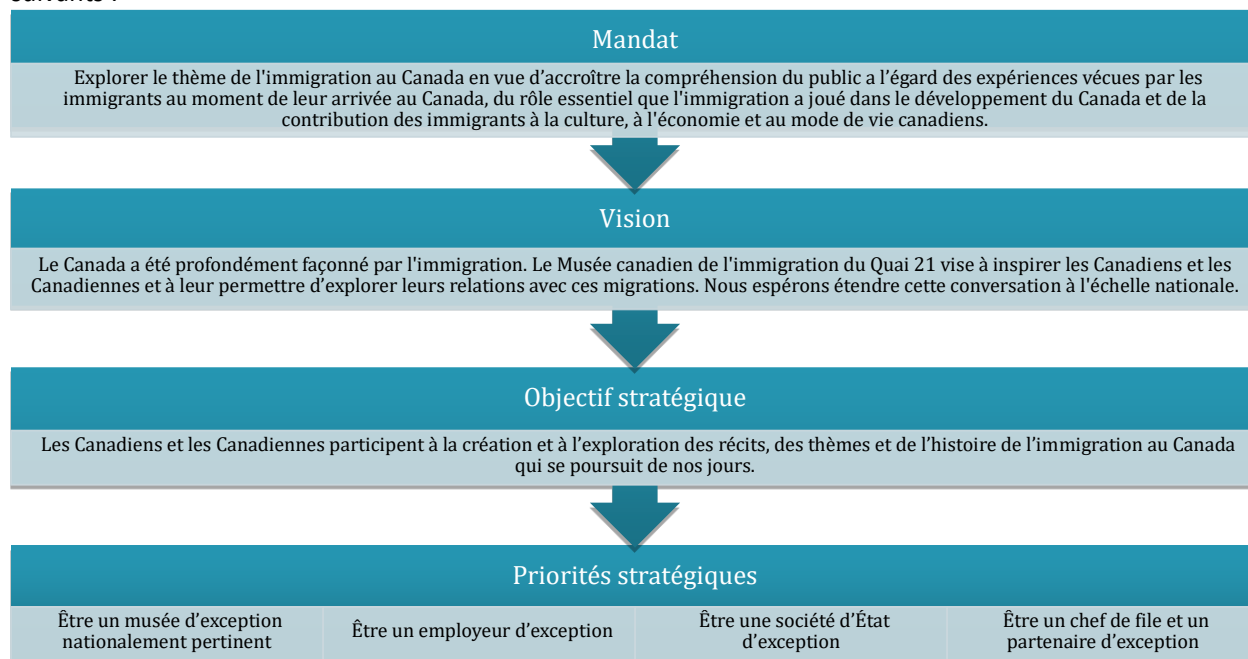 Mandat
Explorer le thème de l'immigration au Canada en vue d’accroître la compréhension du public a l’égard des expériences vécues par les
immigrants au moment de leur arrivée au Canada, du rôle essentiel que l'immigration a joué dans le développement du Canada et de la
contribution des immigrants à la culture, à l'économie et au mode de vie canadiens.
Vision
Le Canada a été profondément façonné par l'immigration. Le Musée canadien de l'immigration du Quai 21 vise à inspirer les Canadiens et les
Canadiennes et à leur permettre d’explorer leurs relations avec ces migrations. Nous espérons étendre cette conversation à l'échelle nationale.
Objectif stratégique
Les Canadiens et les Canadiennes participent à la création et à l’exploration des récits, des thèmes et de l’histoire de l’immigration au Canada
qui se poursuit de nos jours.
Priorités stratégiques
Être un musée d’exception
nationalement pertinent
Être un employeur d’exception
Être une société d’État
d’exception
Être un chef de file et un
partenaire d’exception